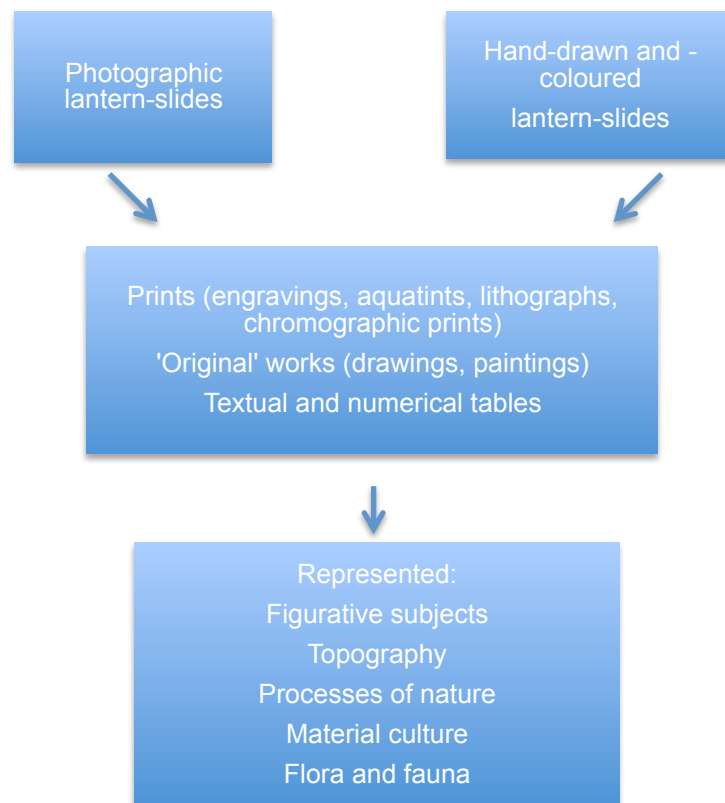 Photographic
lantern-slides
Hand-drawn and -
coloured
lantern-slides
Prints (engravings, aquatints, lithographs,
chromographic prints)
'Original' works (drawings, paintings)
Textual and numerical tables
Represented:
Figurative subjects
Topography
Processes of nature
Material culture
Flora and fauna